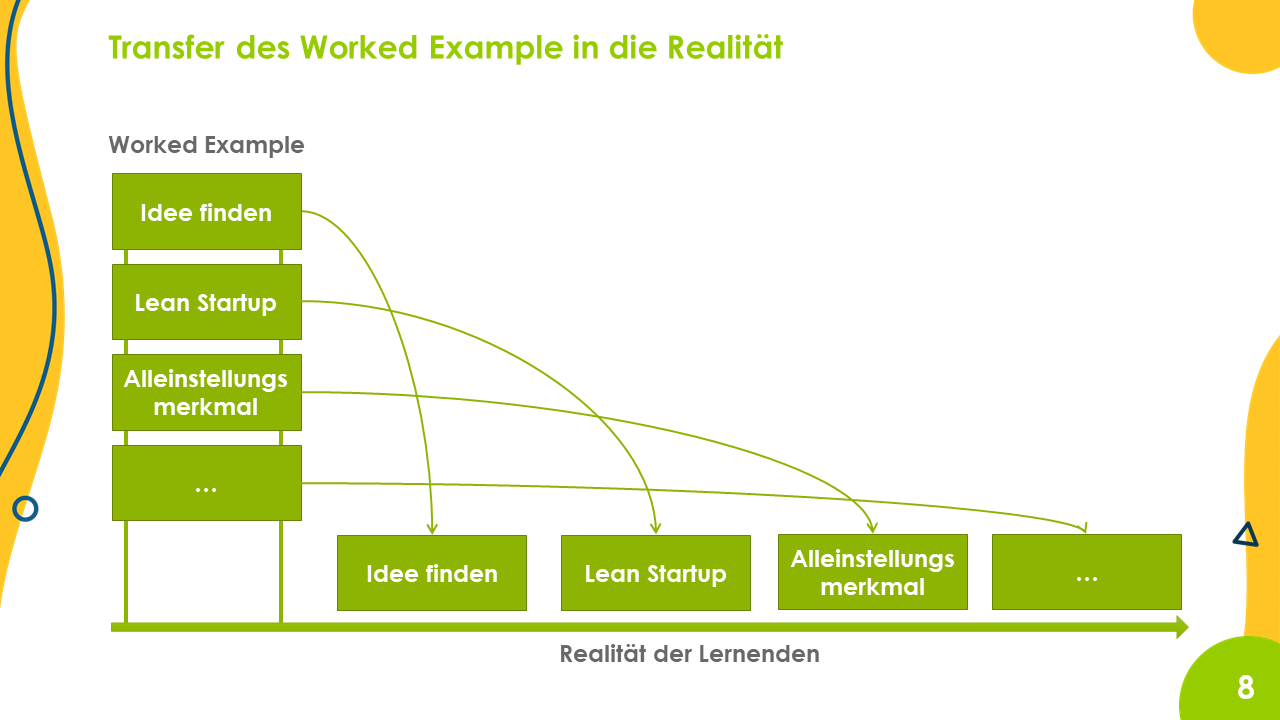 Transfer des Worked Example in die Realität
Worked Example
Idee finden
Lean Startup
Alleinstellungs
merkmal
...
Idee finden
Lean Startup
Alleinstellungs
merkmal
...
Realität der Lernenden
8